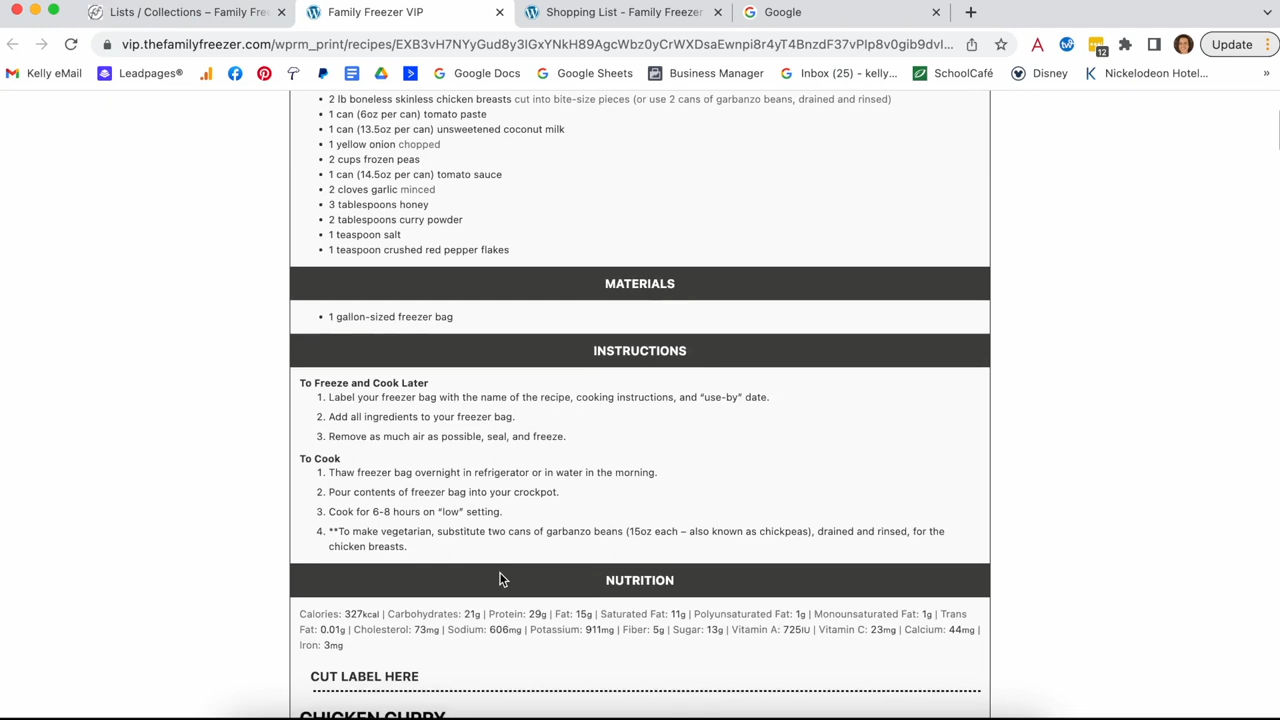 Lists / Collections – Family Fre
Family Freezer VIP
Shopping List - Family Freezer
Google
vip.thefamilyfreezer.com/wprm_print/recipes/EXB3vH7NYyGud8y3lGxYNkH89AgcWbz0yCrWXDsaEwnpi8r4yT4BnzdF37vPlp8v0gib9dvI...
12
Update
Kelly eMail
Leadpages®
Google Docs
Google Sheets
Business Manager
Inbox (25) - kelly...
SchoolCafé
Disney
Nickelodeon Hotel...
»
• 2 lb boneless skinless chicken breasts cut into bite-size pieces (or use 2 cans of garbanzo beans, drained and rinsed)
• 1 can (6oz per can) tomato paste
• 1 can (13.5oz per can) unsweetened coconut milk
• 1 yellow onion chopped
• 2 cups frozen peas
• 1 can (14.5oz per can) tomato sauce
• 2 cloves garlic minced
• 3 tablespoons honey
• 2 tablespoons curry powder
• 1 teaspoon salt
• 1 teaspoon crushed red pepper flakes
MATERIALS
• 1 gallon-sized freezer bag
INSTRUCTIONS
To Freeze and Cook Later
1. Label your freezer bag with the name of the recipe, cooking instructions, and “use-by” date.
2. Add all ingredients to your freezer bag.
3. Remove as much air as possible, seal, and freeze.
To Cook
1. Thaw freezer bag overnight in refrigerator or in water in the morning.
2. Pour contents of freezer bag into your crockpot.
3. Cook for 6-8 hours on “low” setting.
4. **To make vegetarian, substitute two cans of garbanzo beans (15oz each – also known as chickpeas), drained and rinsed, for the
chicken breasts.
NUTRITION
Calories: 327kcal | Carbohydrates: 21g | Protein: 29g | Fat: 15g | Saturated Fat: 11g | Polyunsaturated Fat: 1g | Monounsaturated Fat: 1g | Trans
Fat: 0.01g | Cholesterol: 73mg | Sodium: 606mg | Potassium: 911mg | Fiber: 5g | Sugar: 13g | Vitamin A: 725IU | Vitamin C: 23mg | Calcium: 44mg |
Iron: 3mg
CUT LABEL HERE
CHICKEN CURRY